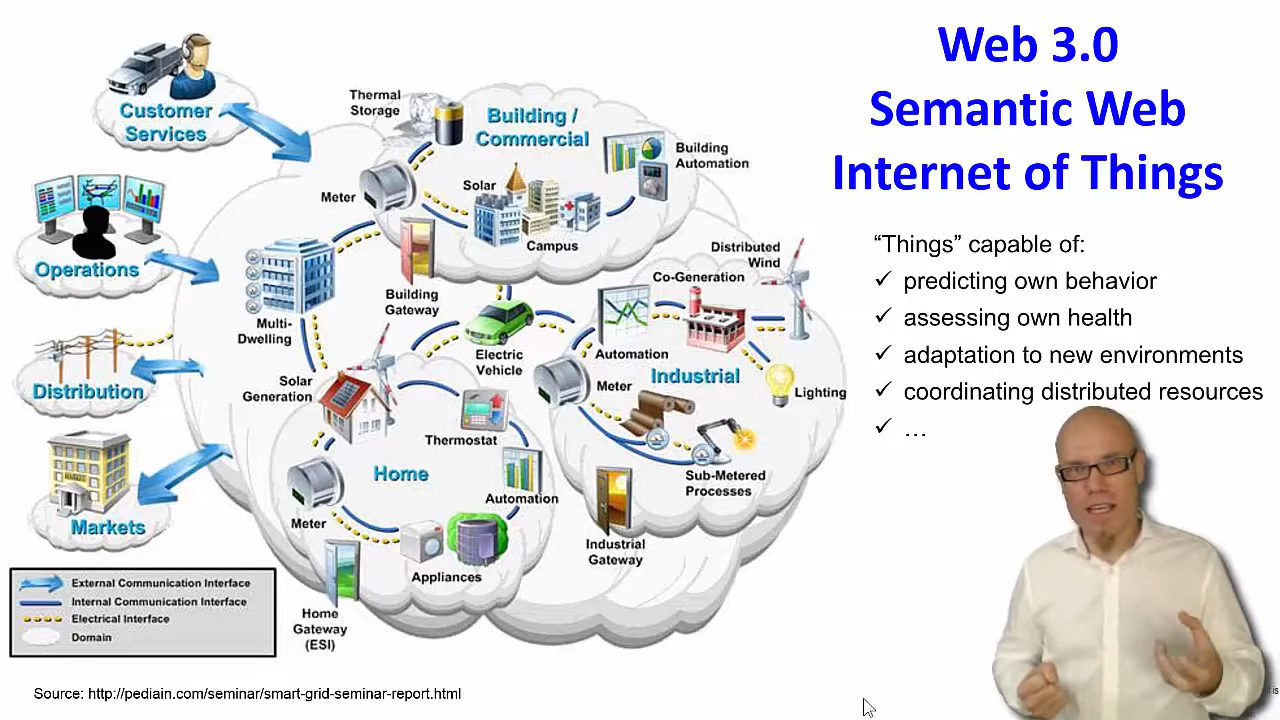 Web 3.0
Semantic Web
Internet of Things
“Things” capable of:
✓ predicting own behavior
✓ assessing own health
✓ adaptation to new environments
✓ coordinating distributed resources
✓ …
Customer
Services
Operations
Distribution
Markets
Thermal
Storage
Building /
Commercial
Building
Automation
Meter
Solar
Campus
Building
Gateway
Multi-
Dwelling
Electric
Vehicle
Distributed
Wind
Co-Generation
Automation
Industrial
Meter
Lighting
Sub-Metered
Processes
Industrial
Gateway
Solar
Generation
Thermostat
Home
Automation
Meter
Appliances
Home
Gateway
(ESI)
External Communication Interface
Internal Communication Interface
Electrical Interface
Domain
Source: http://pediain.com/seminar/smart-grid-seminar-report.html